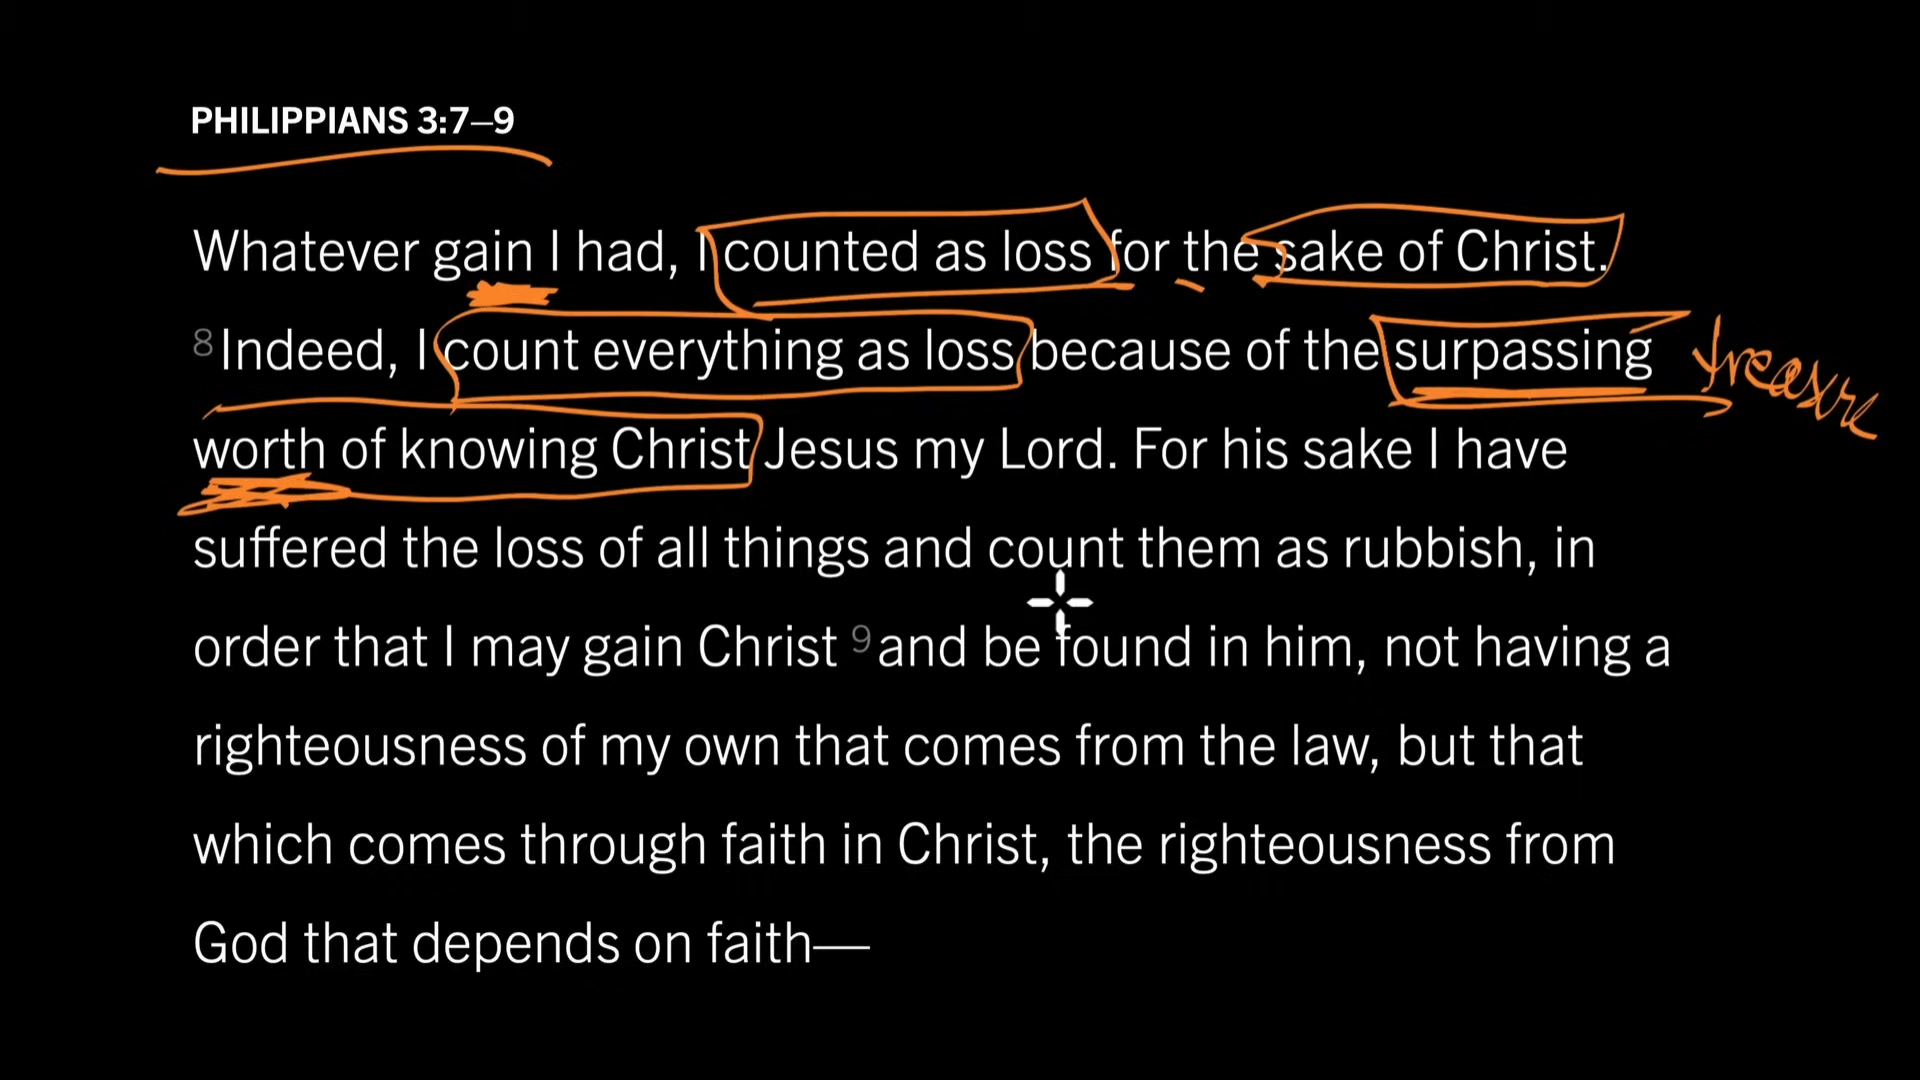 PHILIPPIANS 3:7–9
Whatever gain I had, I counted as loss for the sake of Christ.
8 Indeed, I count everything as loss because of the surpassing treasure
worth of knowing Christ Jesus my Lord. For his sake I have
suffered the loss of all things and count them as rubbish, in
order that I may gain Christ 9 and be found in him, not having a
righteousness of my own that comes from the law, but that
which comes through faith in Christ, the righteousness from
God that depends on faith—